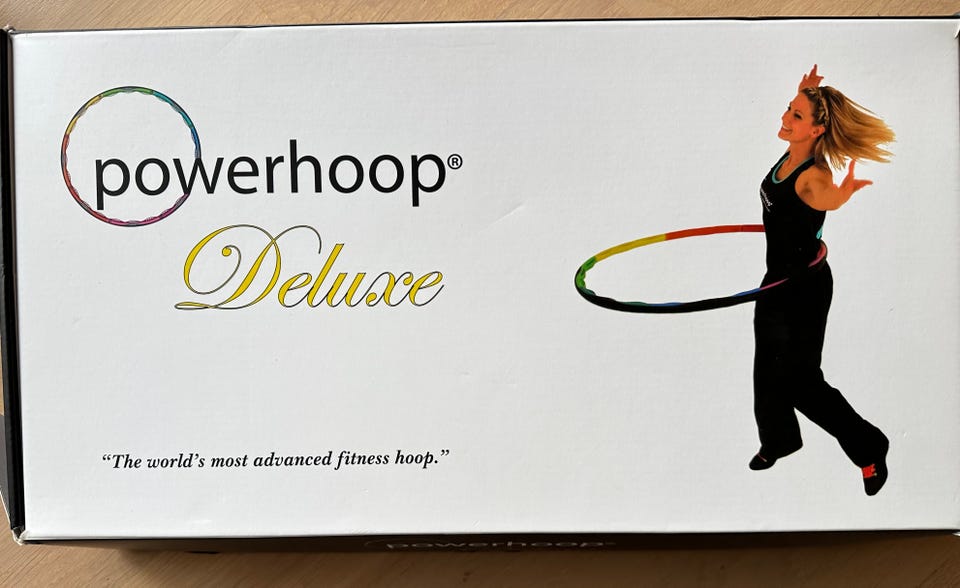 powerhoop®
Deluxe
“The world’s most advanced fitness hoop.”
powerhoop®